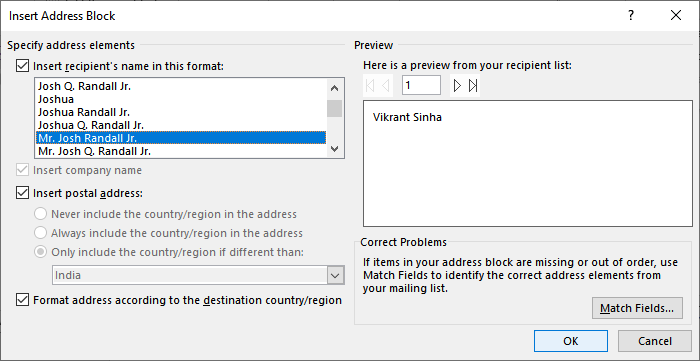 Insert Address Block
?
Specify address elements
Insert recipient's name in this format:
Josh Q. Randall Jr.
Joshua
Joshua Randall Jr.
Joshua Q. Randall Jr.
Mr. Josh Randall Jr.
Mr. Josh Q. Randall Jr.
Insert company name
Insert postal address:
Never include the country/region in the address
Always include the country/region in the address
Only include the country/region if different than:
India
Format address according to the destination country/region
Preview
Here is a preview from your recipient list:
1
Vikrant Sinha
Correct Problems
If items in your address block are missing or out of order, use
Match Fields to identify the correct address elements from
your mailing list.
Match Fields...
OK
Cancel